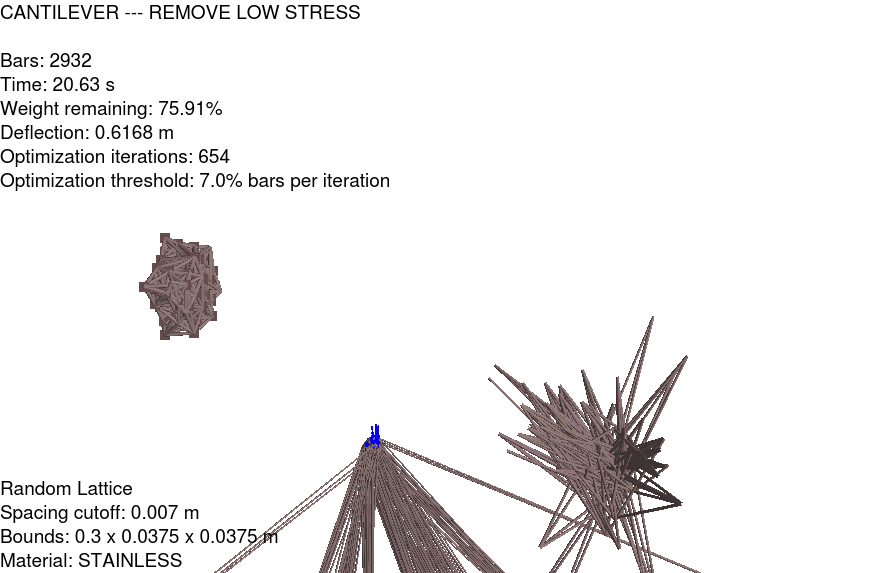 CANTILEVER --- REMOVE LOW STRESS
Bars: 2932
Time: 20.63 s
Weight remaining: 75.91%
Deflection: 0.6168 m
Optimization iterations: 654
Optimization threshold: 7.0% bars per iteration
Random Lattice
Spacing cutoff: 0.007 m
Bounds: 0.3 x 0.0375 x 0.0375 m
Material: STAINLESS